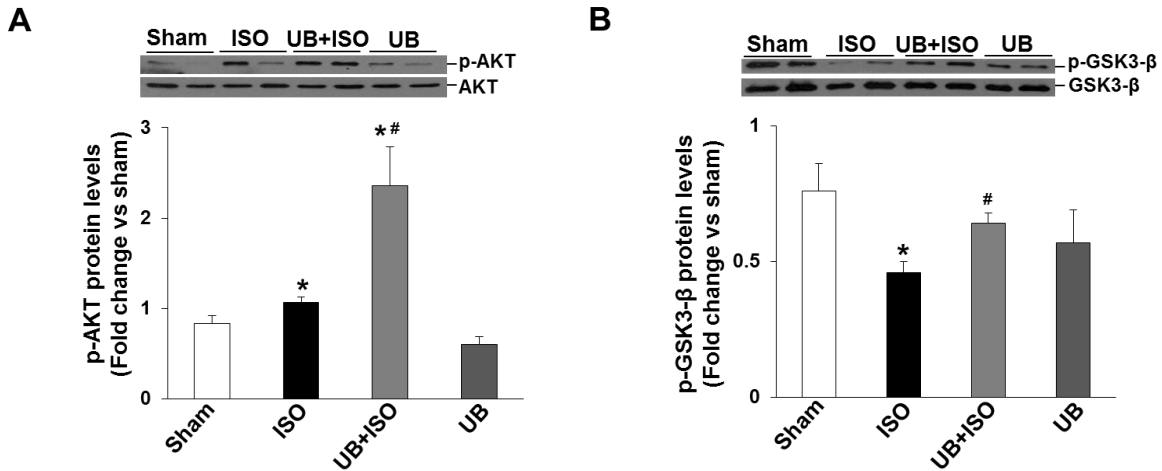 A
Sham ISO UB+ISO UB
p-AKT
AKT
p-AKT protein levels
(Fold change vs sham)
3
2
1
0
*
* #
Sham
ISO
UB+ISO
UB
B
Sham ISO UB+ISO UB
p-GSK3-β
GSK3-β
p-GSK3-β protein levels
(Fold change vs sham)
1
0.5
0
*
#
Sham
ISO
UB+ISO
UB